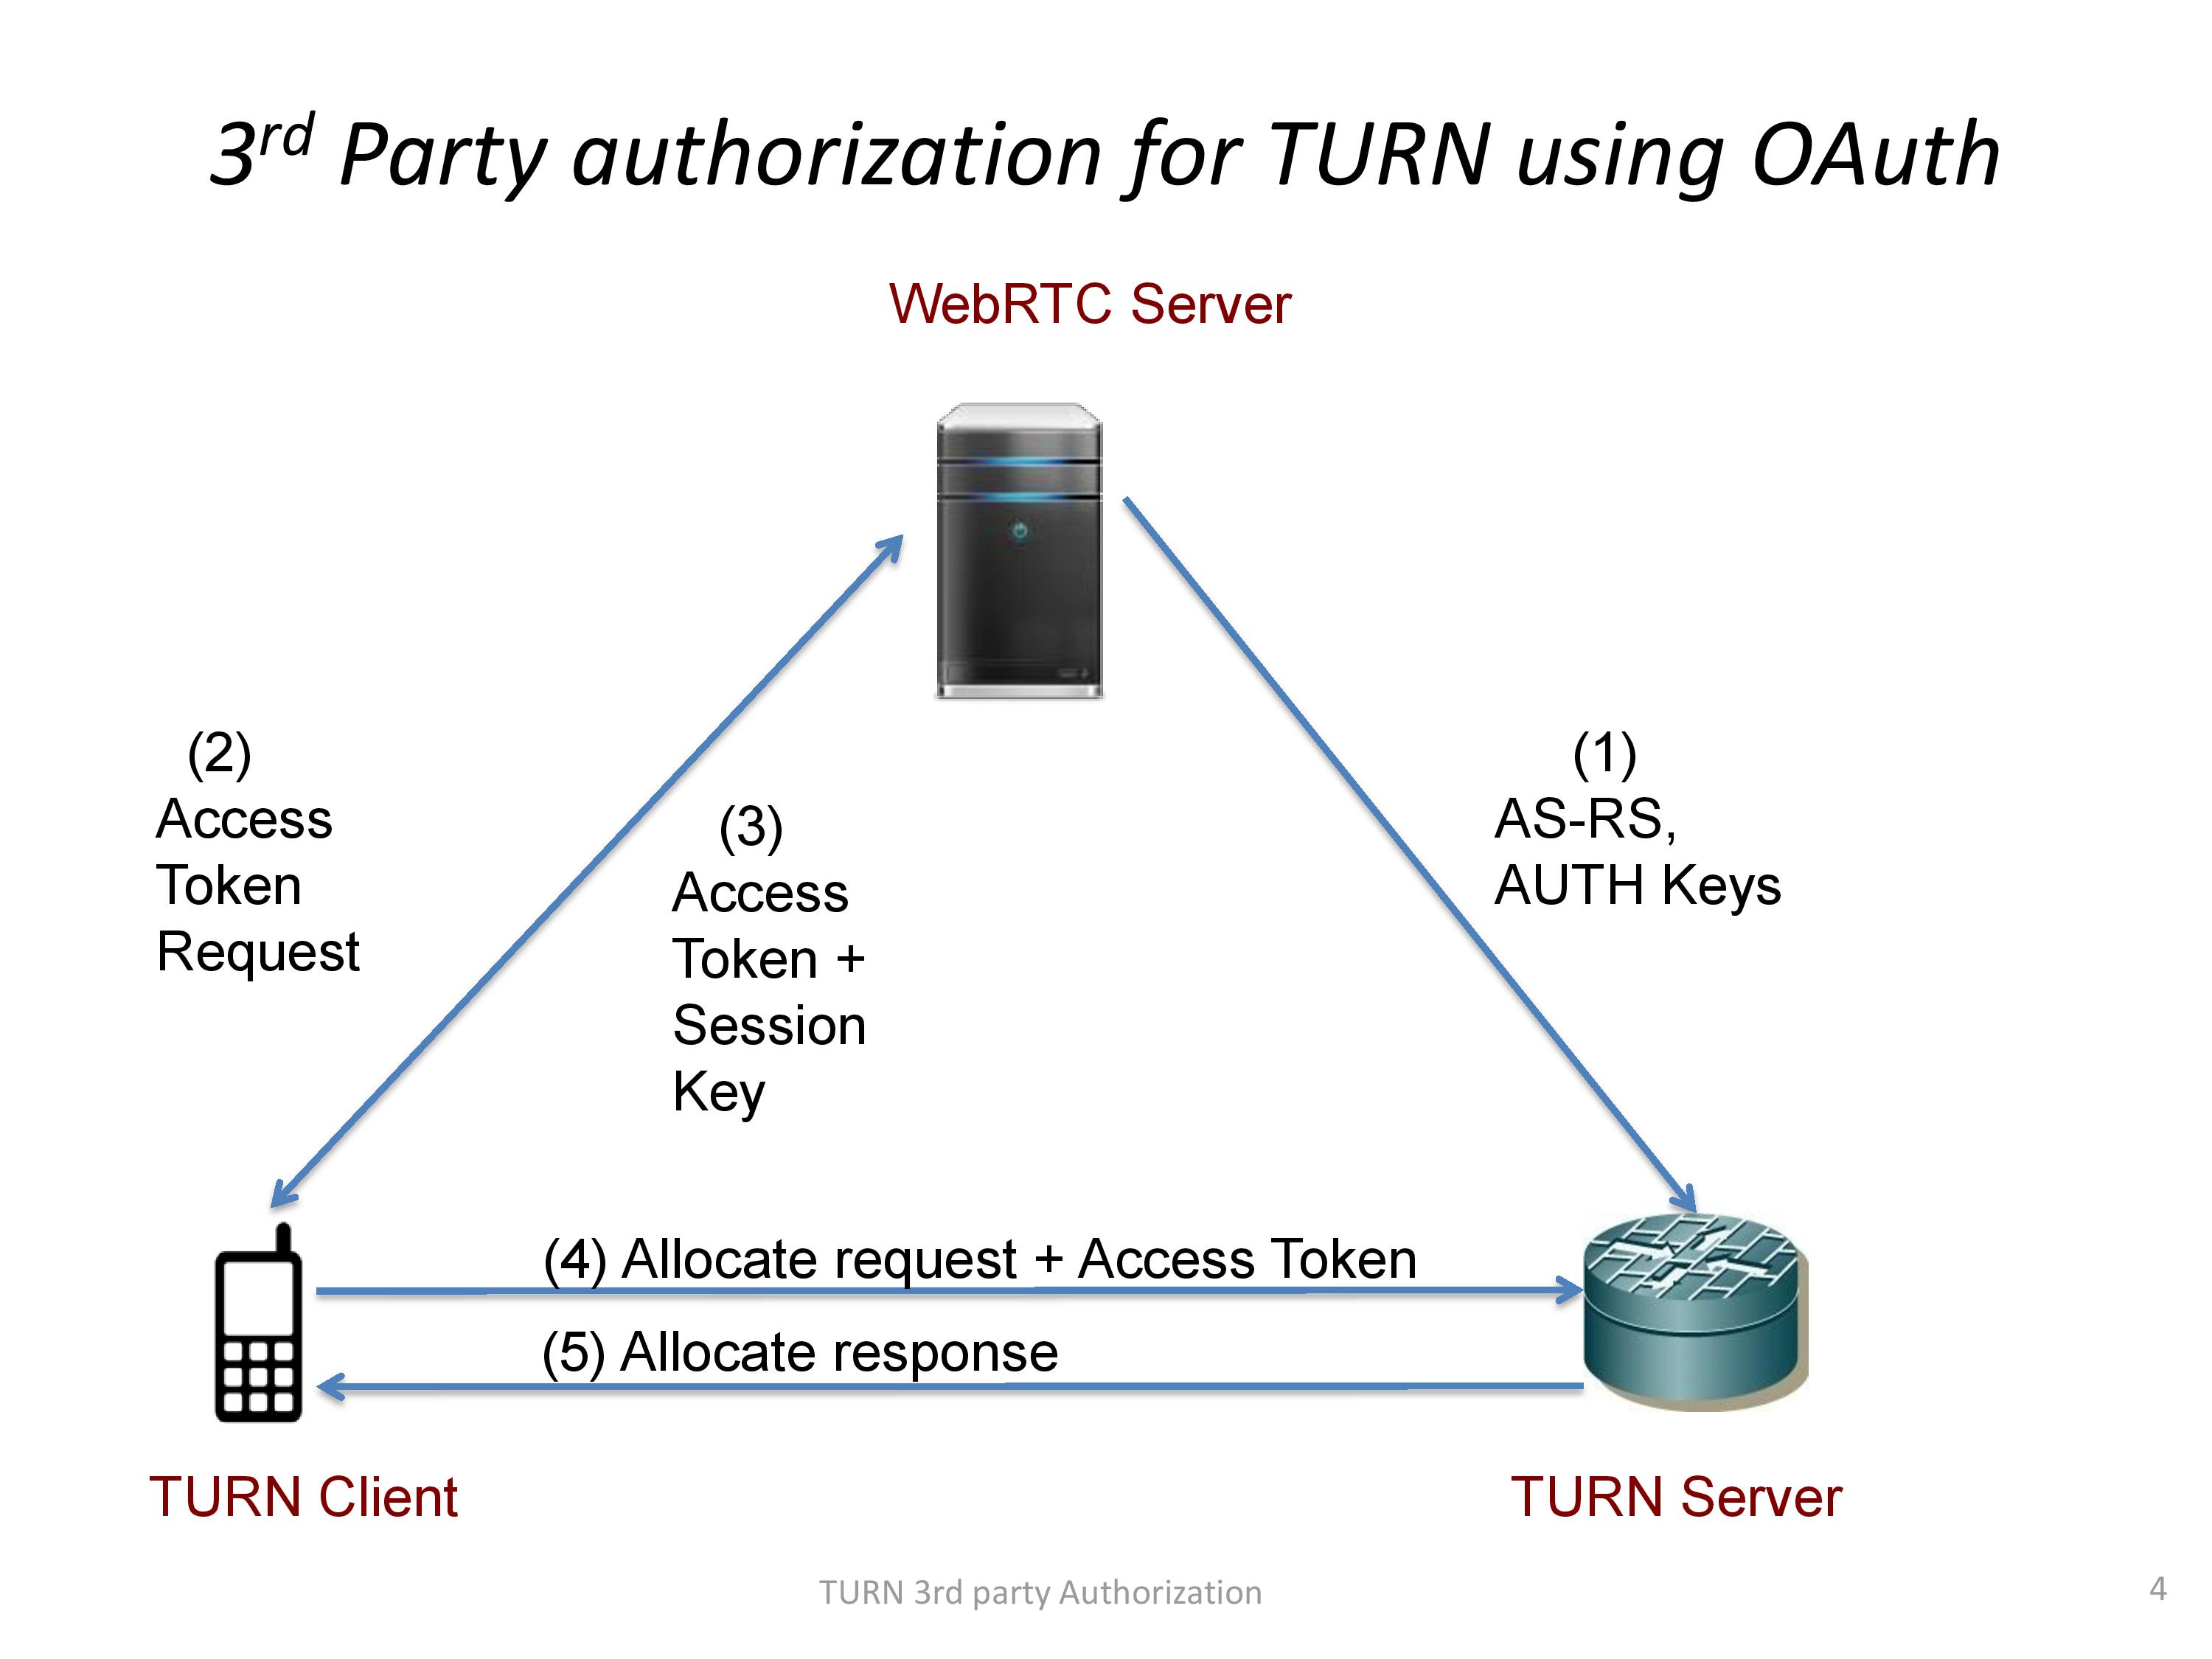 3rd Party authorization for TURN using OAuth
WebRTC Server
(2)
Access
Token
Request
(3)
Access
Token +
Session
Key
(1)
AS-RS,
AUTH Keys
(4) Allocate request + Access Token
(5) Allocate response
TURN Client
TURN Server
TURN 3rd party Authorization
4